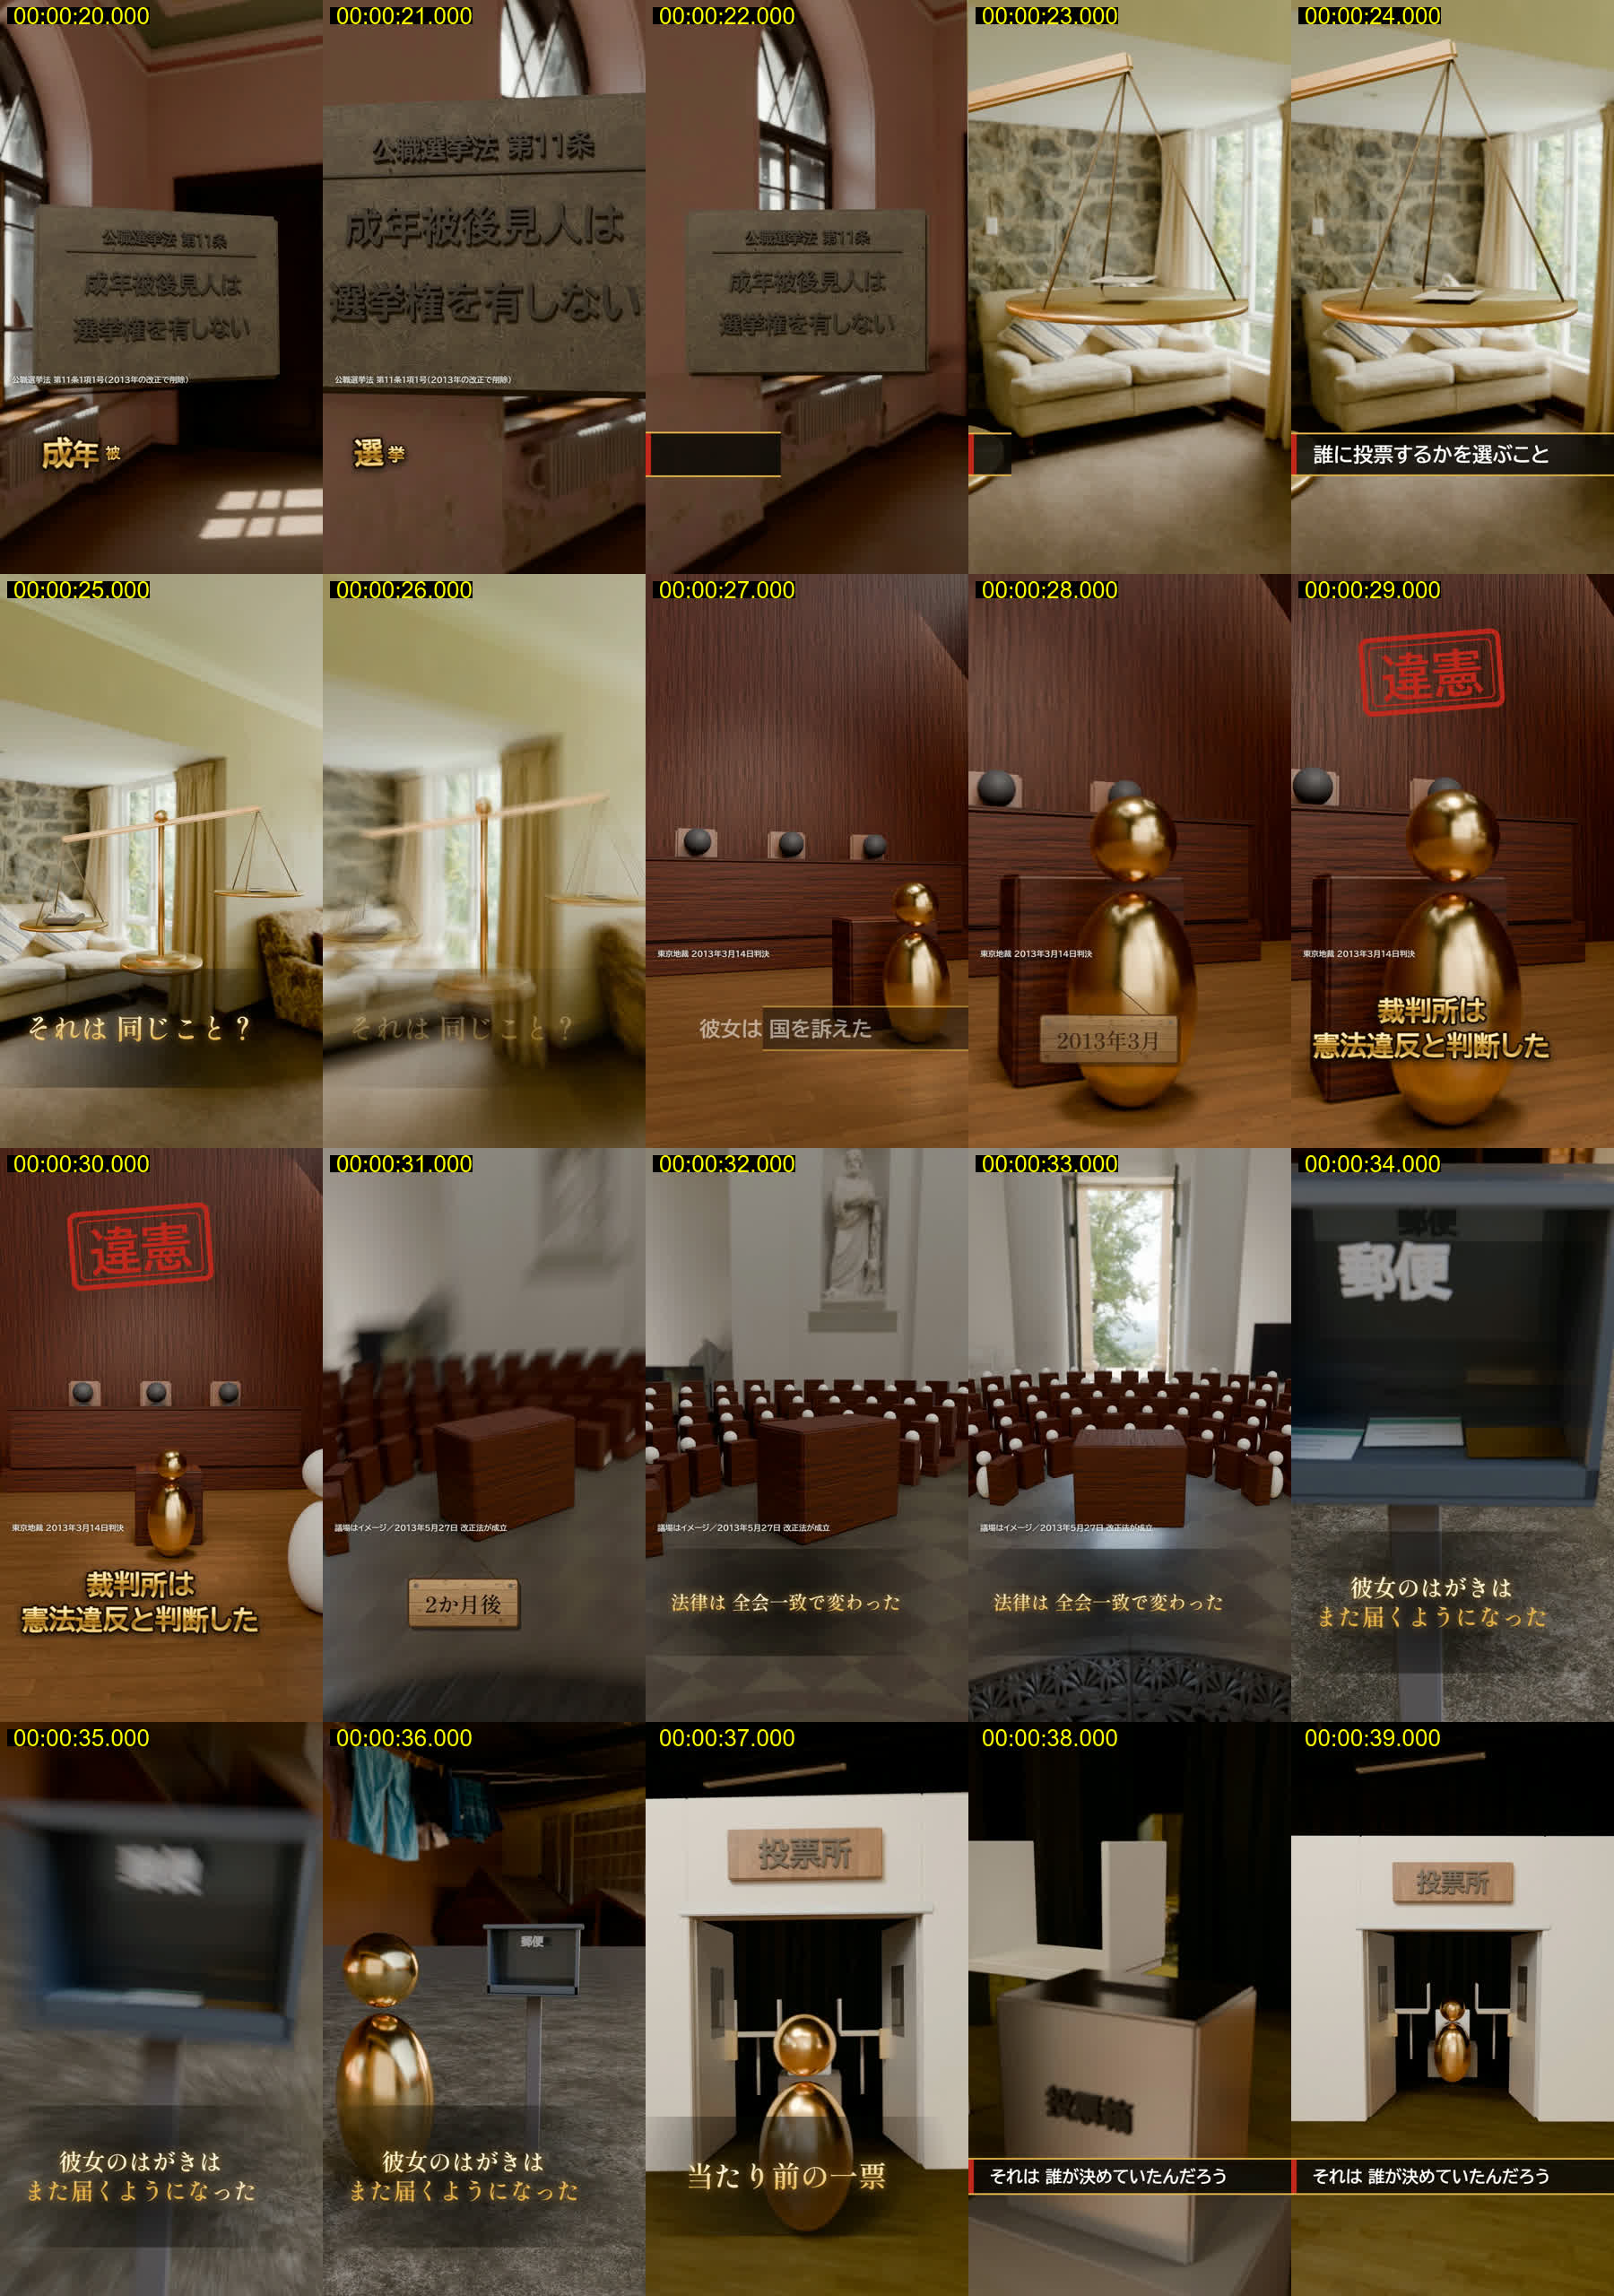 00:00:20.000
公職選挙法 第11条
成年被後見人は
選挙権を有しない
公職選挙法 第11条1項1号(2013年の改正で削除)
成年被
00:00:21.000
公職選挙法 第11条
成年被後見人は
選挙権を有しない
公職選挙法 第11条1項1号(2013年の改正で削除)
選挙
00:00:22.000
公職選挙法 第11条
成年被後見人は
選挙権を有しない
00:00:23.000
00:00:24.000
誰に投票するかを選ぶこと
00:00:25.000
それは 同じこと？
00:00:26.000
それは 同じこと？
00:00:27.000
東京地裁 2013年3月14日判決
彼女は 国を訴えた
00:00:28.000
東京地裁 2013年3月14日判決
2013年3月
00:00:29.000
違憲
東京地裁 2013年3月14日判決
裁判所は
憲法違反と判断した
00:00:30.000
違憲
東京地裁 2013年3月14日判決
裁判所は
憲法違反と判断した
00:00:31.000
議場はイメージ／2013年5月27日 改正法が成立
2か月後
00:00:32.000
議場はイメージ／2013年5月27日 改正法が成立
法律は 全会一致で変わった
00:00:33.000
議場はイメージ／2013年5月27日 改正法が成立
法律は 全会一致で変わった
00:00:34.000
郵便
郵便
彼女のはがきは
また届くようになった
00:00:35.000
彼女のはがきは
また届くようになった
00:00:36.000
郵便
彼女のはがきは
また届くようになった
00:00:37.000
投票所
当たり前の一票
00:00:38.000
投票箱
それは 誰が決めていたんだろう
00:00:39.000
投票所
それは 誰が決めていたんだろう